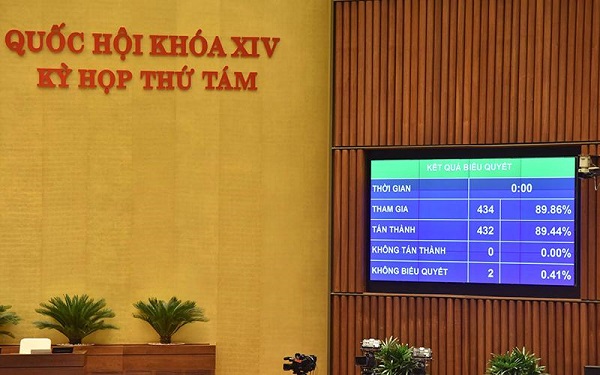 QUỐC HỘI KHÓA XIV
KỲ HỌP THỨ TÁM
KẾT QUẢ BIỂU QUYẾT
THỜI GIAN 0:00
THAM GIA 434 89.86%
TÁN THÀNH 432 89.44%
KHÔNG TÁN THÀNH 0 0.00%
KHÔNG BIỂU QUYẾT 2 0.41%